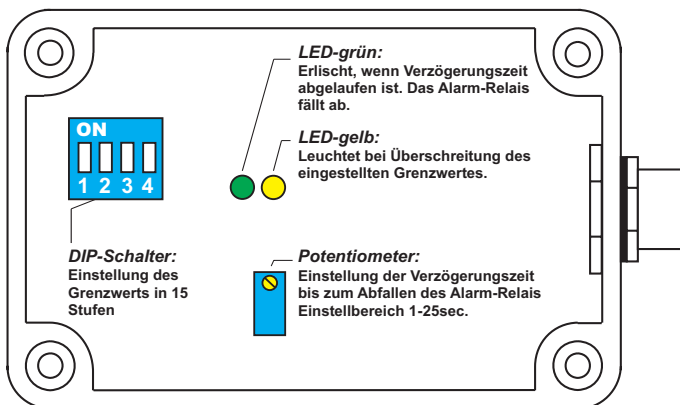 LED-grün:
Erlischt, wenn Verzögerungszeit
abgelaufen ist. Das Alarm-Relais
fällt ab.
LED-gelb:
Leuchtet bei Überschreitung des
eingestellten Grenzwertes.
ON
1 2 3 4
DIP-Schalter:
Einstellung des
Grenzwerts in 15
Stufen
Potentiometer:
Einstellung der Verzögerungszeit
bis zum Abfallen des Alarm-Relais
Einstellbereich 1-25sec.